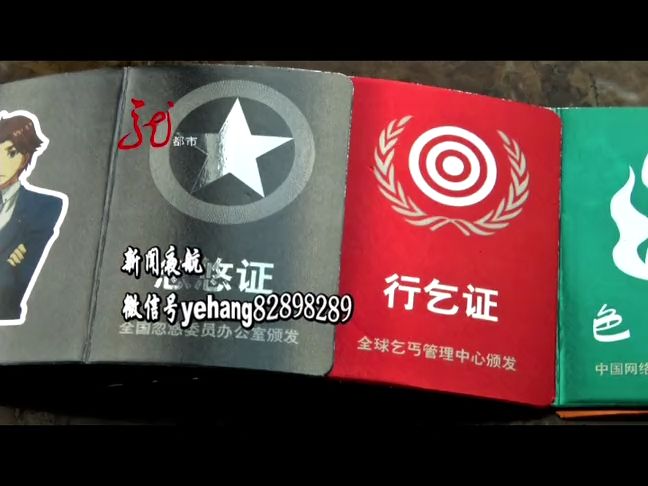 都市
新闻夜航
悠证
微信号yehang82898289
全国忽悠委员办公室颁发
行乞证
全球乞丐管理中心颁发
色
中国网络